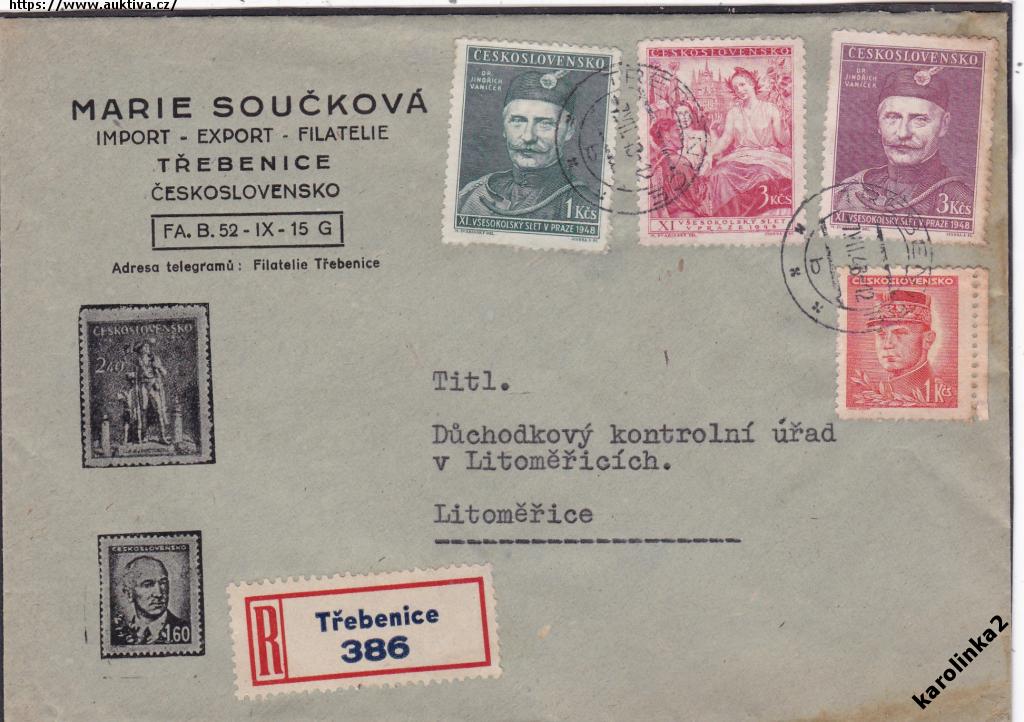 https://www.auktiva.cz/
MARIE SOUČKOVÁ
IMPORT - EXPORT - FILATELIE
TŘEBENICE
ČESKOSLOVENSKO
FA. B. 52 - IX - 15 G
Adresa telegramů: Filatelie Třebenice
ČESKOSLOVENSKO
DR. JINDŘICH VANÍČEK
1 Kčs
XI. VŠESOKOLSKÝ SLET V PRAZE 1948
ČESKOSLOVENSKO
3 Kčs
XI VŠESOKOLSKÝ SLET
V PRAZE 1948
ČESKOSLOVENSKO
DR. JINDŘICH VANÍČEK
3 Kčs
XI. VŠESOKOLSKÝ SLET V PRAZE 1948
ČESKOSLOVENSKO
1 Kčs
ČESKOSLOVENSKO
2,40
Titl.
Důchodkový kontrolní úřad
v Litoměřicích.
Litoměřice
ČESKOSLOVENSKO
1.60
R
Třebenice
386
karolinka2